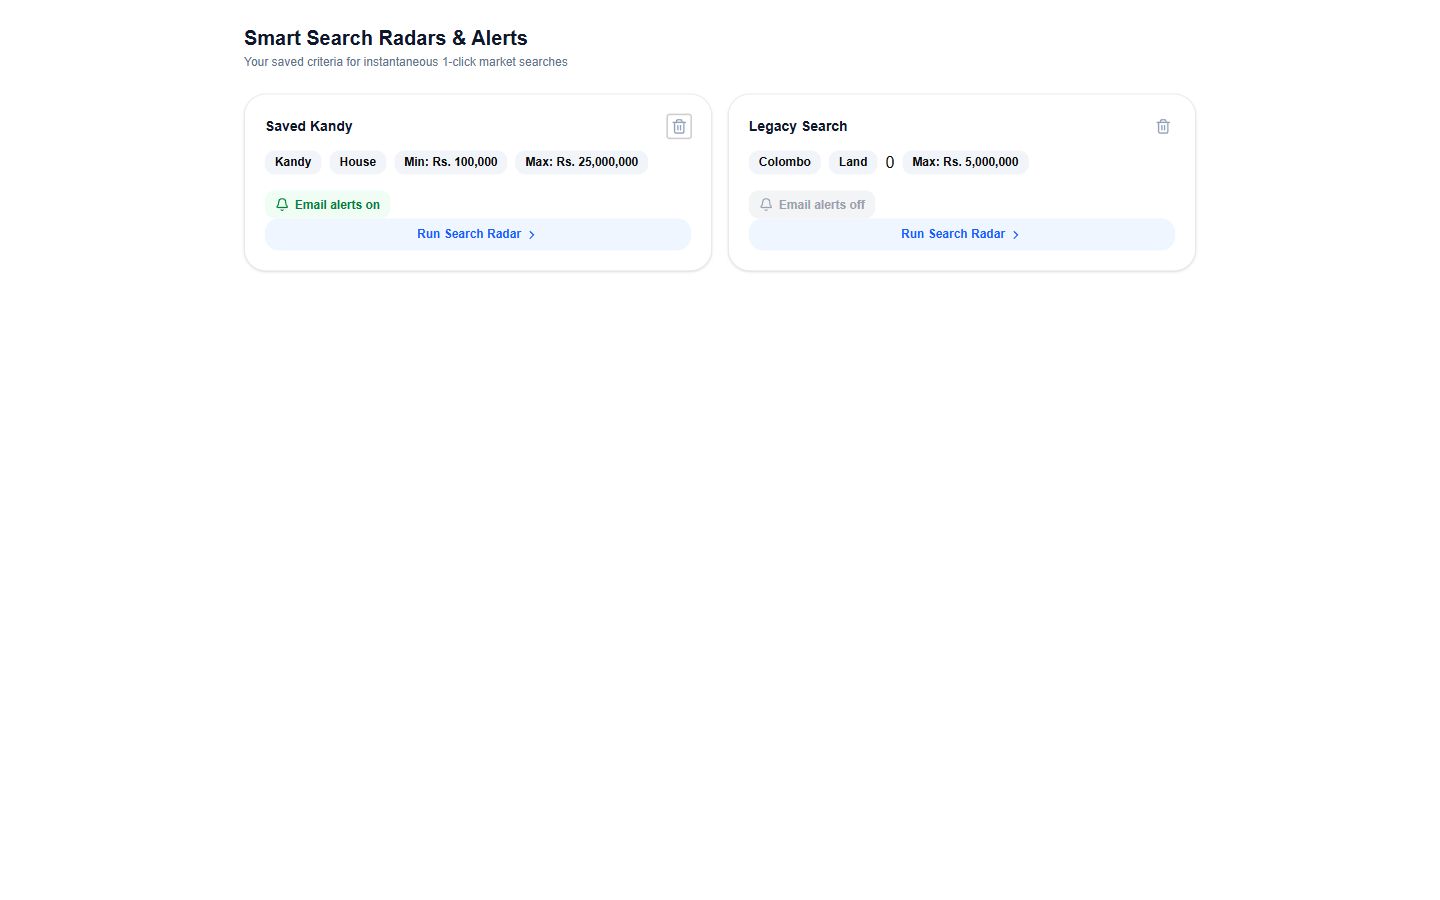 Smart Search Radars & Alerts
Your saved criteria for instantaneous 1-click market searches
Saved Kandy
Kandy House Min: Rs. 100,000 Max: Rs. 25,000,000
Email alerts on
Run Search Radar
Legacy Search
Colombo Land 0 Max: Rs. 5,000,000
Email alerts off
Run Search Radar